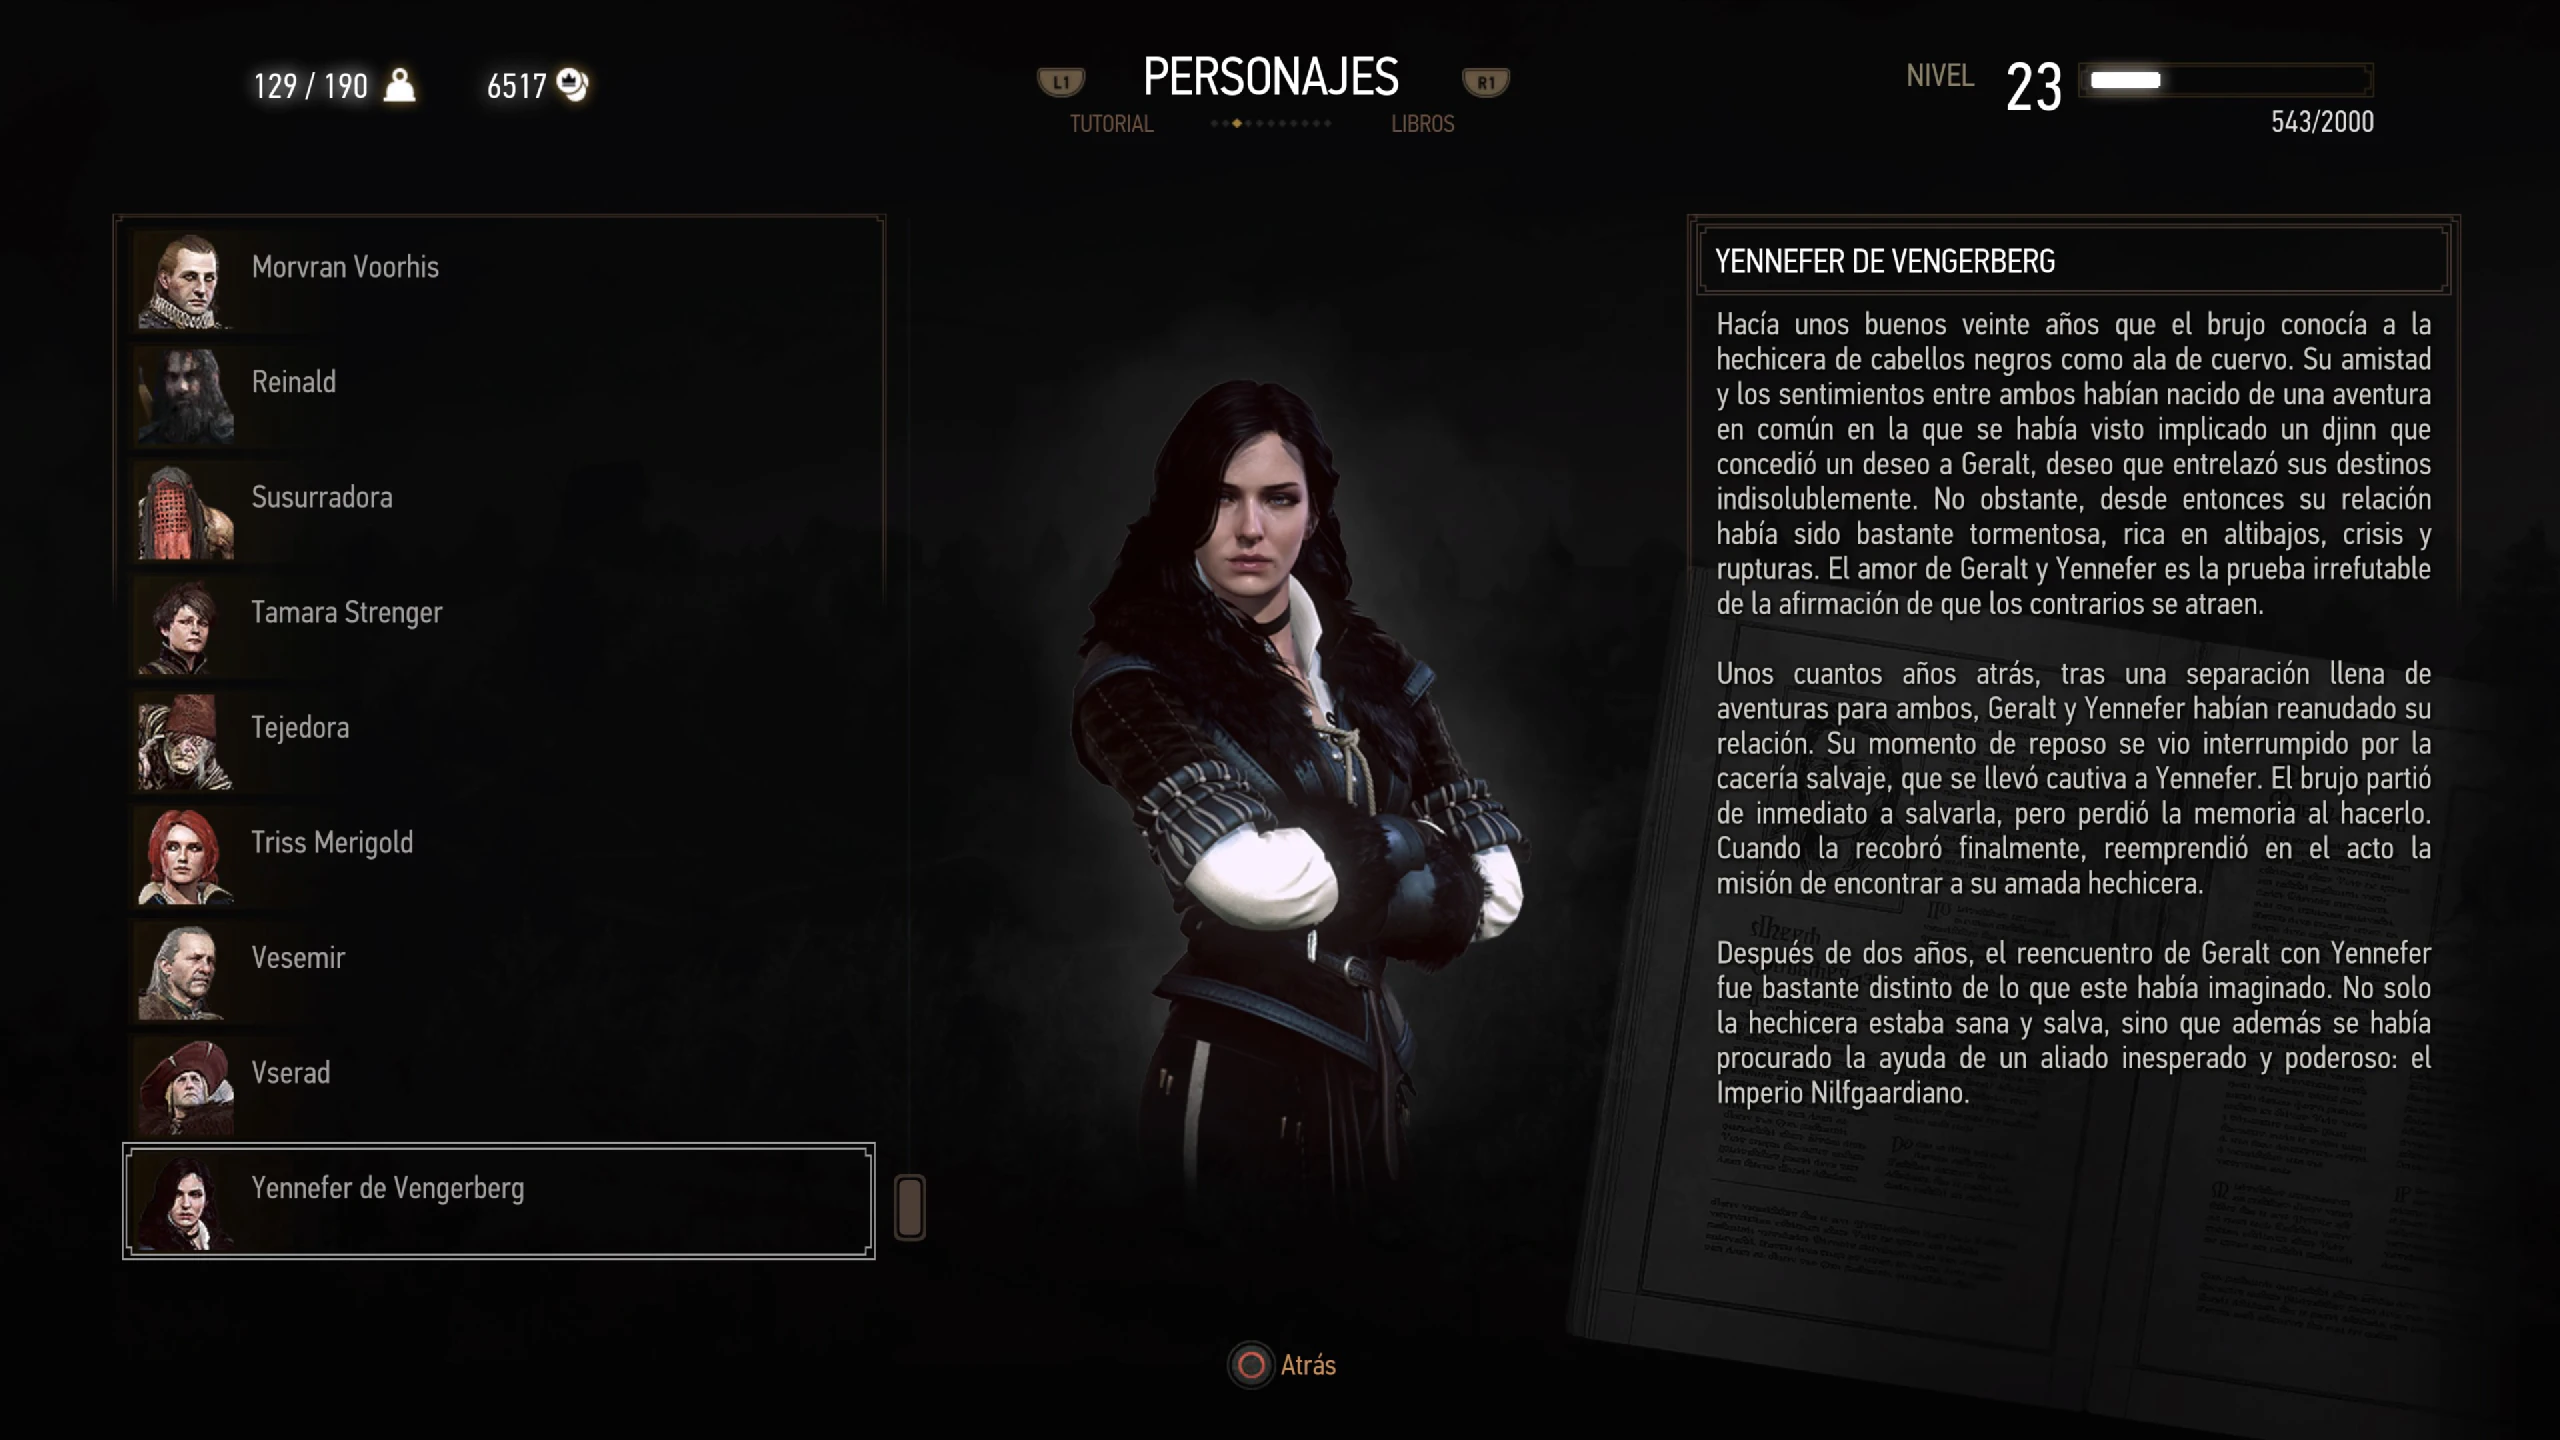 129 / 190
6517
L1
PERSONAJES
R1
TUTORIAL
LIBROS
NIVEL 23
543/2000
Morvran Voorhis
Reinald
Susurradora
Tamara Strenger
Tejedora
Triss Merigold
Vesemir
Vserad
Yennefer de Vengerberg
YENNEFER DE VENGERBERG
Hacía unos buenos veinte años que el brujo conocía a la
hechicera de cabellos negros como ala de cuervo. Su amistad
y los sentimientos entre ambos habían nacido de una aventura
en común en la que se había visto implicado un djinn que
concedió un deseo a Geralt, deseo que entrelazó sus destinos
indisolublemente. No obstante, desde entonces su relación
había sido bastante tormentosa, rica en altibajos, crisis y
rupturas. El amor de Geralt y Yennefer es la prueba irrefutable
de la afirmación de que los contrarios se atraen.
Unos cuantos años atrás, tras una separación llena de
aventuras para ambos, Geralt y Yennefer habían reanudado su
relación. Su momento de reposo se vio interrumpido por la
cacería salvaje, que se llevó cautiva a Yennefer. El brujo partió
de inmediato a salvarla, pero perdió la memoria al hacerlo.
Cuando la recobró finalmente, reemprendió en el acto la
misión de encontrar a su amada hechicera.
Después de dos años, el reencuentro de Geralt con Yennefer
fue bastante distinto de lo que este había imaginado. No solo
la hechicera estaba sana y salva, sino que además se había
procurado la ayuda de un aliado inesperado y poderoso: el
Imperio Nilfgaardiano.
Atrás